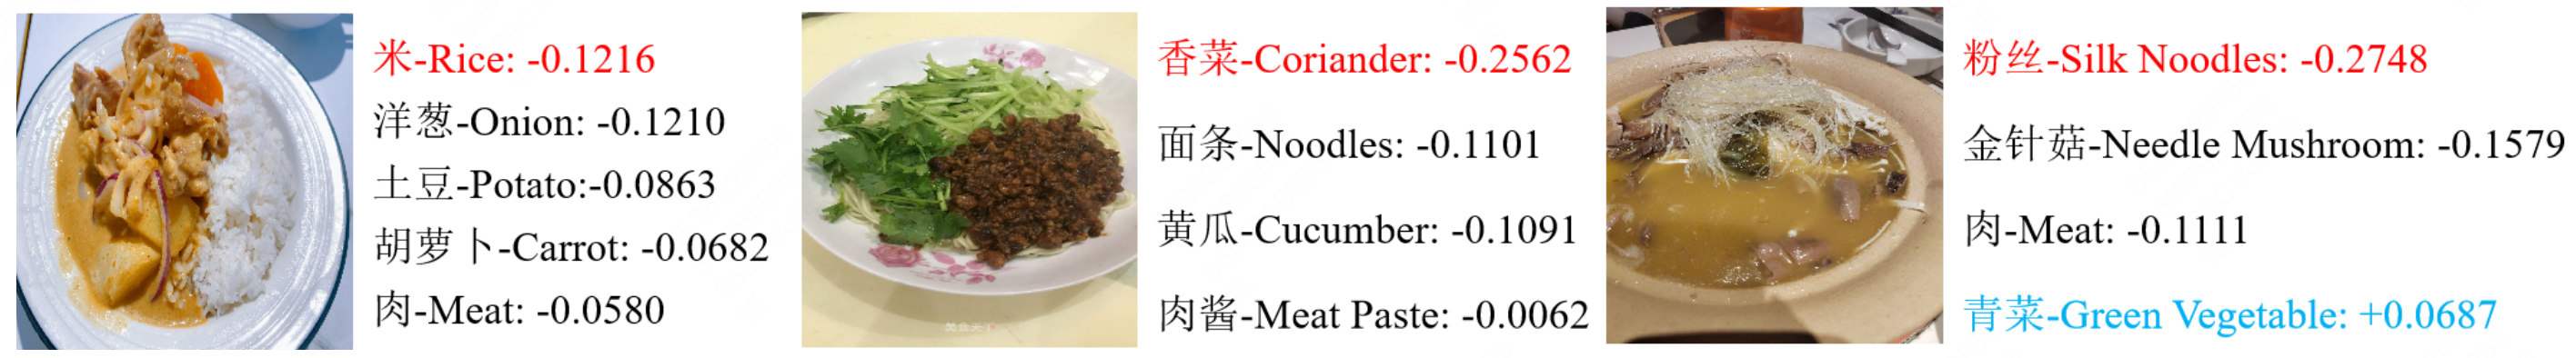 米-Rice: -0.1216
洋葱-Onion: -0.1210
土豆-Potato:-0.0863
胡萝卜-Carrot: -0.0682
肉-Meat: -0.0580
香菜-Coriander: -0.2562
面条-Noodles: -0.1101
黄瓜-Cucumber: -0.1091
肉酱-Meat Paste: -0.0062
粉丝-Silk Noodles: -0.2748
金针菇-Needle Mushroom: -0.1579
肉-Meat: -0.1111
青菜-Green Vegetable: +0.0687